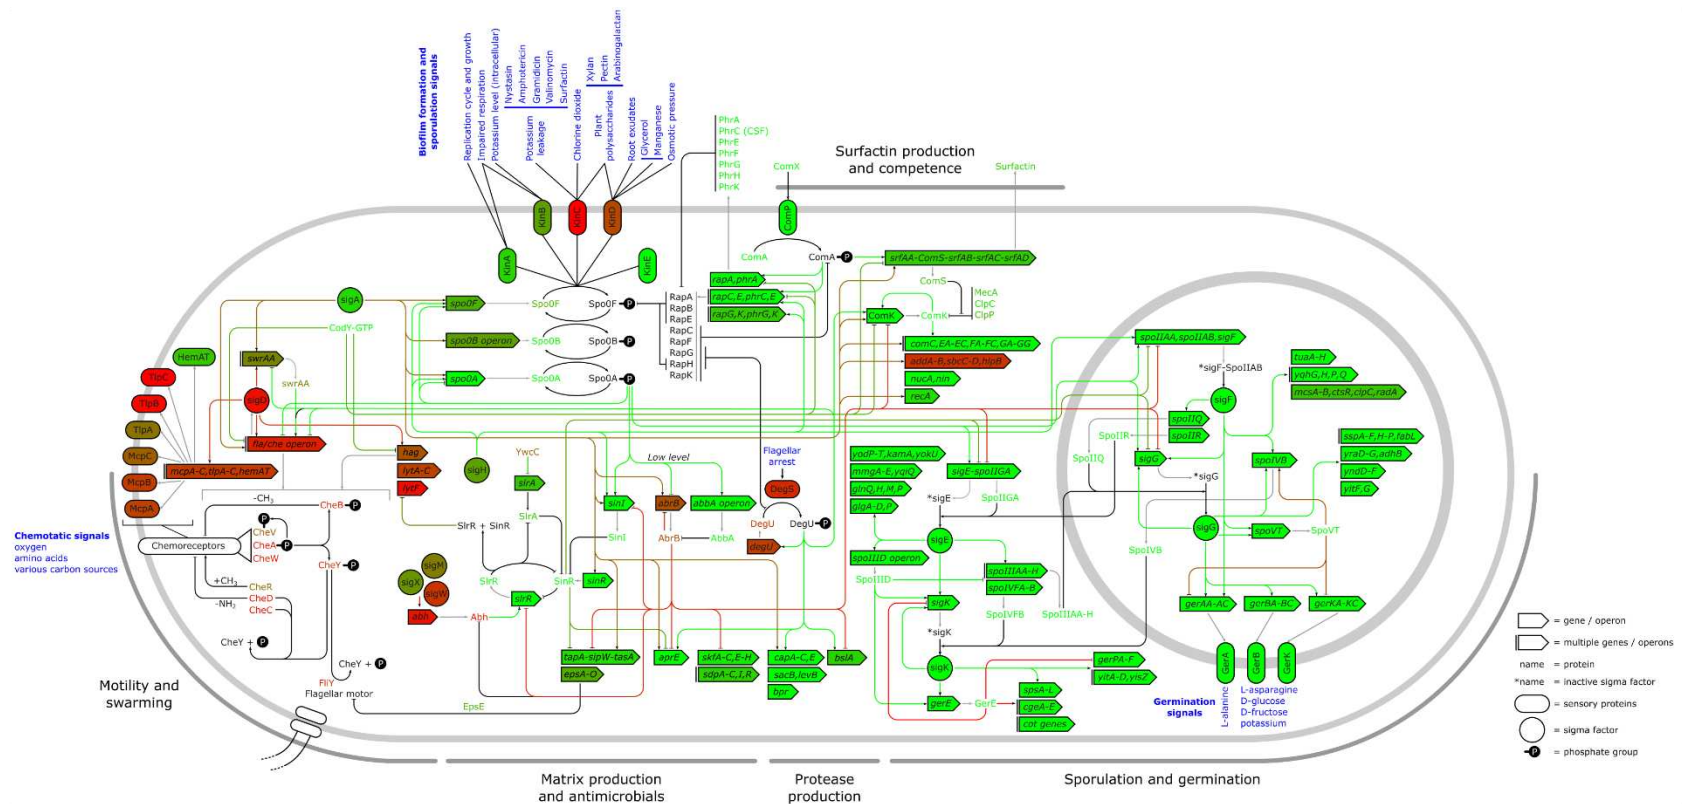 Biofilm formation and
sporulation signals
Replication cycle and growth
Impaired respiration
Potassium level (intracellular)
Nystasin
Amphotericin
Gramidicin
Valinomycin
Surfactin
Potassium
leakage
Chlorine dioxide
Xylan
Pectin
Arabinogalactan
Plant
polysaccharides
Root exudates
Glycerol
Manganese
Osmotic pressure
PhrA
PhrC (CSF)
PhrE
PhrF
PhrG
PhrH
PhrK
ComX
Surfactin production
and competence
Surfactin
KinB
KinC
KinD
ComP
KinA
KinE
ComA
ComA P
srfAA-ComS-srfAB-srfAC-srfAD
ComS
MecA
ClpC
ClpP
rapA,phrA
rapC,E,phrC,E
rapG,K,phrG,K
ComK
ComK
sigA
CodY-GTP
spo0F
Spo0F
Spo0F P
spo0B operon
Spo0B
Spo0B P
spo0A
Spo0A
Spo0A P
RapA
RapB
RapE
RapC
RapF
RapG
RapH
RapK
comC,EA-EC,FA-FC,GA-GG
addA-B,sbcC-D,hlpB
nucA,nin
recA
spoIIAA,spoIIAB,sigF
*sigF-SpoIIAB
sigF
tuaA-H
yqhG,H,P,Q
mcsA-B,ctsR,clpC,radA
spoIIQ
spoIIR
SpoIIR
SpoIIQ
sigG
*sigG
sigG
spoIVB
SpoIVB
sspA-F,H-P,fabL
yraD-G,adhB
yndD-F
yitF,G
spoVT
SpoVT
gerAA-AC
gerBA-BC
gerKA-KC
GerA
GerB
GerK
Germination
signals
L-alanine
L-asparagine
D-glucose
D-fructose
potassium
HemAT
TlpC
TlpB
TlpA
McpC
McpB
McpA
swrAA
swrAA
sigD
fla/che operon
mcpA-C,tlpA-C,hemAT
hag
lytA-C
lytF
sigH
YwcC
slrA
SlrA
SlrR + SinR
SlrR
SinR
slrR
sinR
Low level
sinI
SinI
abrB
AbrB
abbA operon
AbbA
Flagellar
arrest
DegS
DegU
DegU P
degU
yodP-T,kamA,yokU
mmgA-E,yqiQ
glnQ,H,M,P
glgA-D,P
sigE-spoIIGA
*sigE
SpoIIGA
sigE
spoIIID operon
SpoIIID
spoIIIAA-H
spoIVFA-B
SpoIVFB
SpoIIIAA-H
sigK
*sigK
sigK
gerE
GerE
gerPA-F
yitA-D,yisZ
spsA-L
cgeA-E
cot genes
Chemotatic signals
oxygen
amino acids
various carbon sources
Chemoreceptors
-CH3
CheB P
P
CheV
CheA P
CheW
CheY P
+CH3
CheR
-NH3
CheD
CheC
CheY + P
CheY + P
FliY
Flagellar motor
sigM
sigX
sigW
abh
Abh
EpsE
tapA-sipW-tasA
epsA-O
aprE
skfA-C,E-H
sdpA-C,I,R
capA-C,E
sacB,levB
bpr
bslA
Motility and
swarming
Matrix production
and antimicrobials
Protease
production
Sporulation and germination
= gene / operon
= multiple genes / operons
name = protein
*name = inactive sigma factor
= sensory proteins
= sigma factor
P = phosphate group